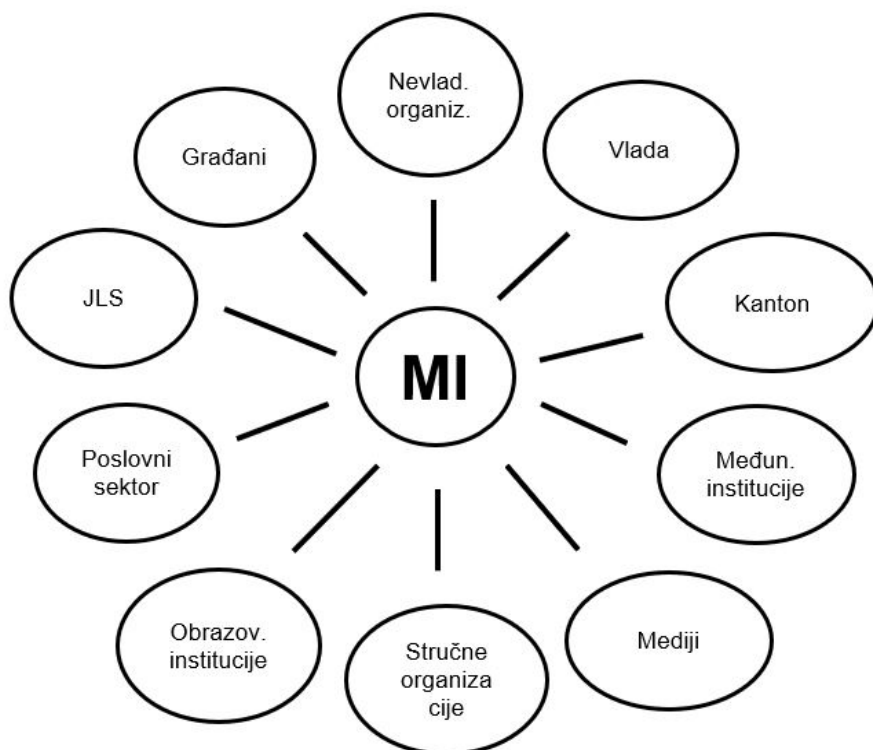 Nevlad.
organiz.
Građani
Vlada
JLS
Kanton
MI
Poslovni
sektor
Međun.
institucije
Obrazov.
institucije
Stručne
organiza
cije
Mediji